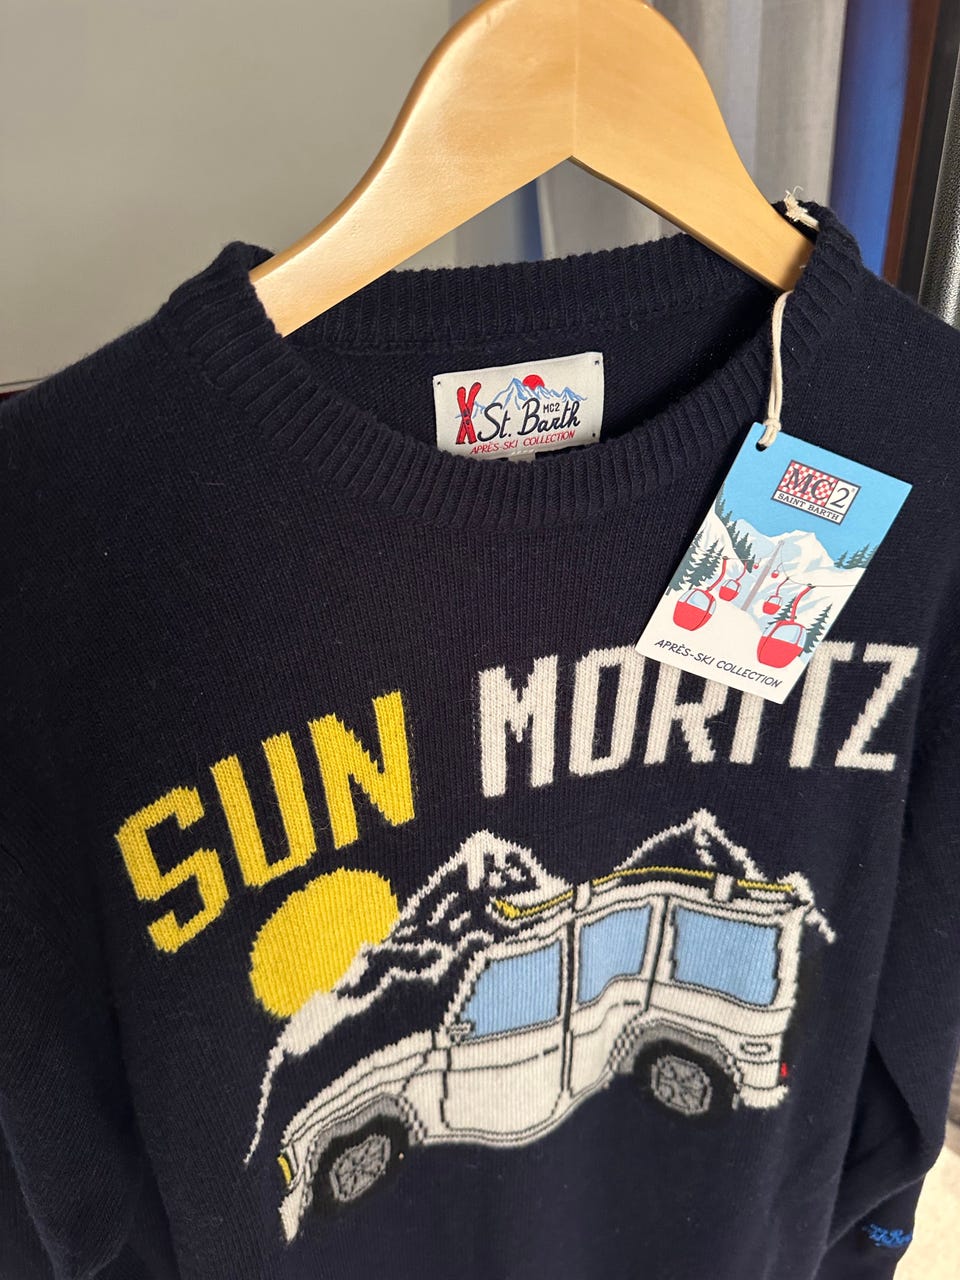 MC2
St. Barth
APRÈS-SKI COLLECTION
MC2
SAINT BARTH
APRÈS-SKI COLLECTION
SUN MORITZ